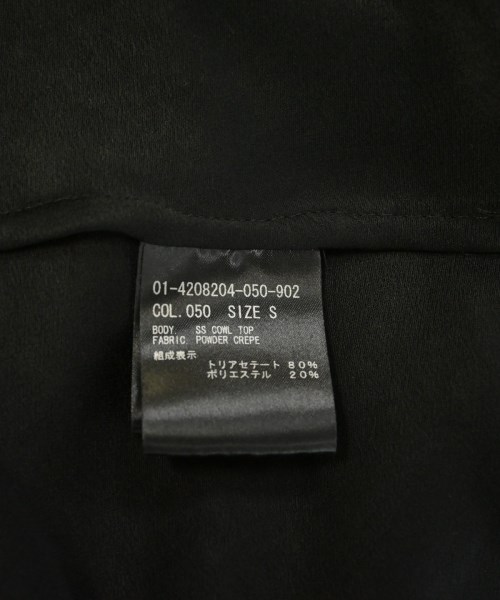 01-4208204-050-902
COL.050 SIZE S
BODY. SS COWL TOP
FABRIC. POWDER CREPE
組成表示
トリアセテート 80%
ポリエステル 20%